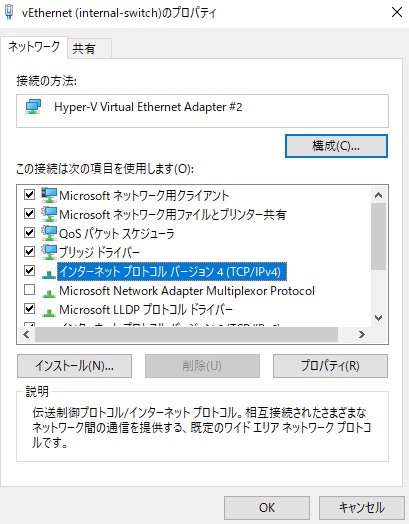 vEthernet (internal-switch)のプロパティ
ネットワーク 共有
接続の方法:
Hyper-V Virtual Ethernet Adapter #2
構成(C)...
この接続は次の項目を使用します(O):
Microsoft ネットワーク用クライアント
Microsoft ネットワーク用ファイルとプリンター共有
QoS パケット スケジューラ
ブリッジ ドライバー
インターネット プロトコル バージョン 4 (TCP/IPv4)
Microsoft Network Adapter Multiplexor Protocol
Microsoft LLDP プロトコル ドライバー
インストール(N)... 削除(U) プロパティ(R)
説明
伝送制御プロトコル/インターネット プロトコル。相互接続されたさまざまな
ネットワーク間の通信を提供する、既定のワイド エリア ネットワーク プロトコ
ルです。
OK キャンセル